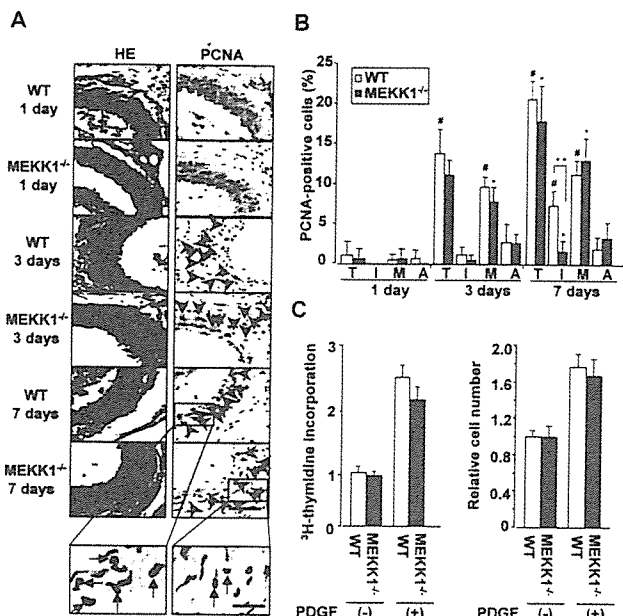 A
HE
PCNA
WT
1 day
MEKK1-/-
1 day
WT
3 days
MEKK1-/-
3 days
WT
7 days
MEKK1-/-
7 days
B
PCNA-positive cells (%)
25
20
15
10
5
0
WT
MEKK1-/-
#
#
*
#
*
**
#
*
#
*
T I M A T I M A T I M A
1 day 3 days 7 days
C
³H-thymidine Incorporation
3
2
1
0
WT
MEKK1-/-
WT
MEKK1-/-
PDGF (-) (+)
Relative cell number
2.0
1.6
1.2
0.8
0.4
0
WT
MEKK1-/-
WT
MEKK1-/-
(-) (+)